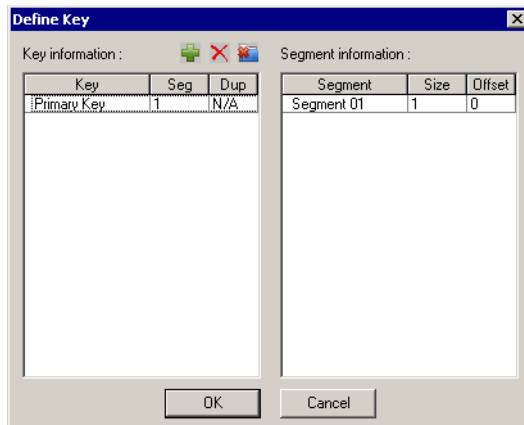 Define Key
Key information :
Segment information :
Key Seg Dup
Primary Key 1 N/A
Segment Size Offset
Segment 01 1 0
OK Cancel